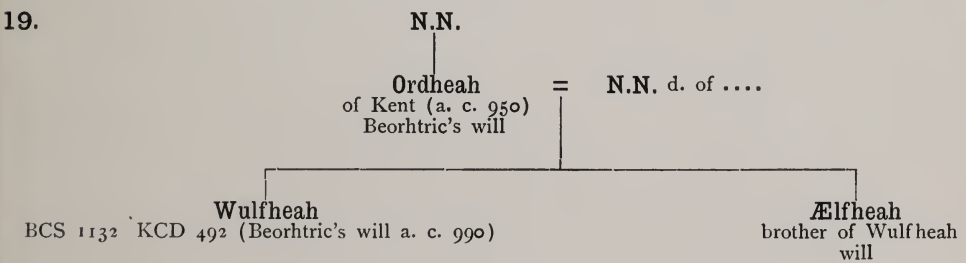 19.
N.N.
Ordheah = N.N. d. of ....
of Kent (a. c. 950)
Beorhtric's will
Wulfheah
BCS 1132 KCD 492 (Beorhtric's will a. c. 990)
Ælfheah
brother of Wulfheah
will